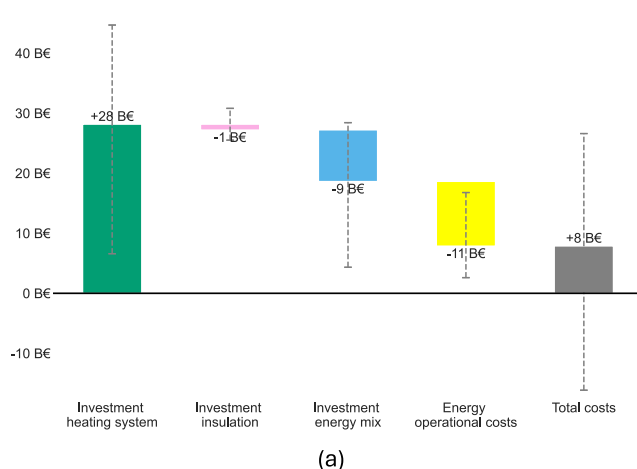 40 B€
30 B€
20 B€
10 B€
0 B€
-10 B€
+28 B€
-1 B€
-9 B€
-11 B€
+8 B€
Investment
heating system
Investment
insulation
Investment
energy mix
Energy
operational costs
Total costs
(a)